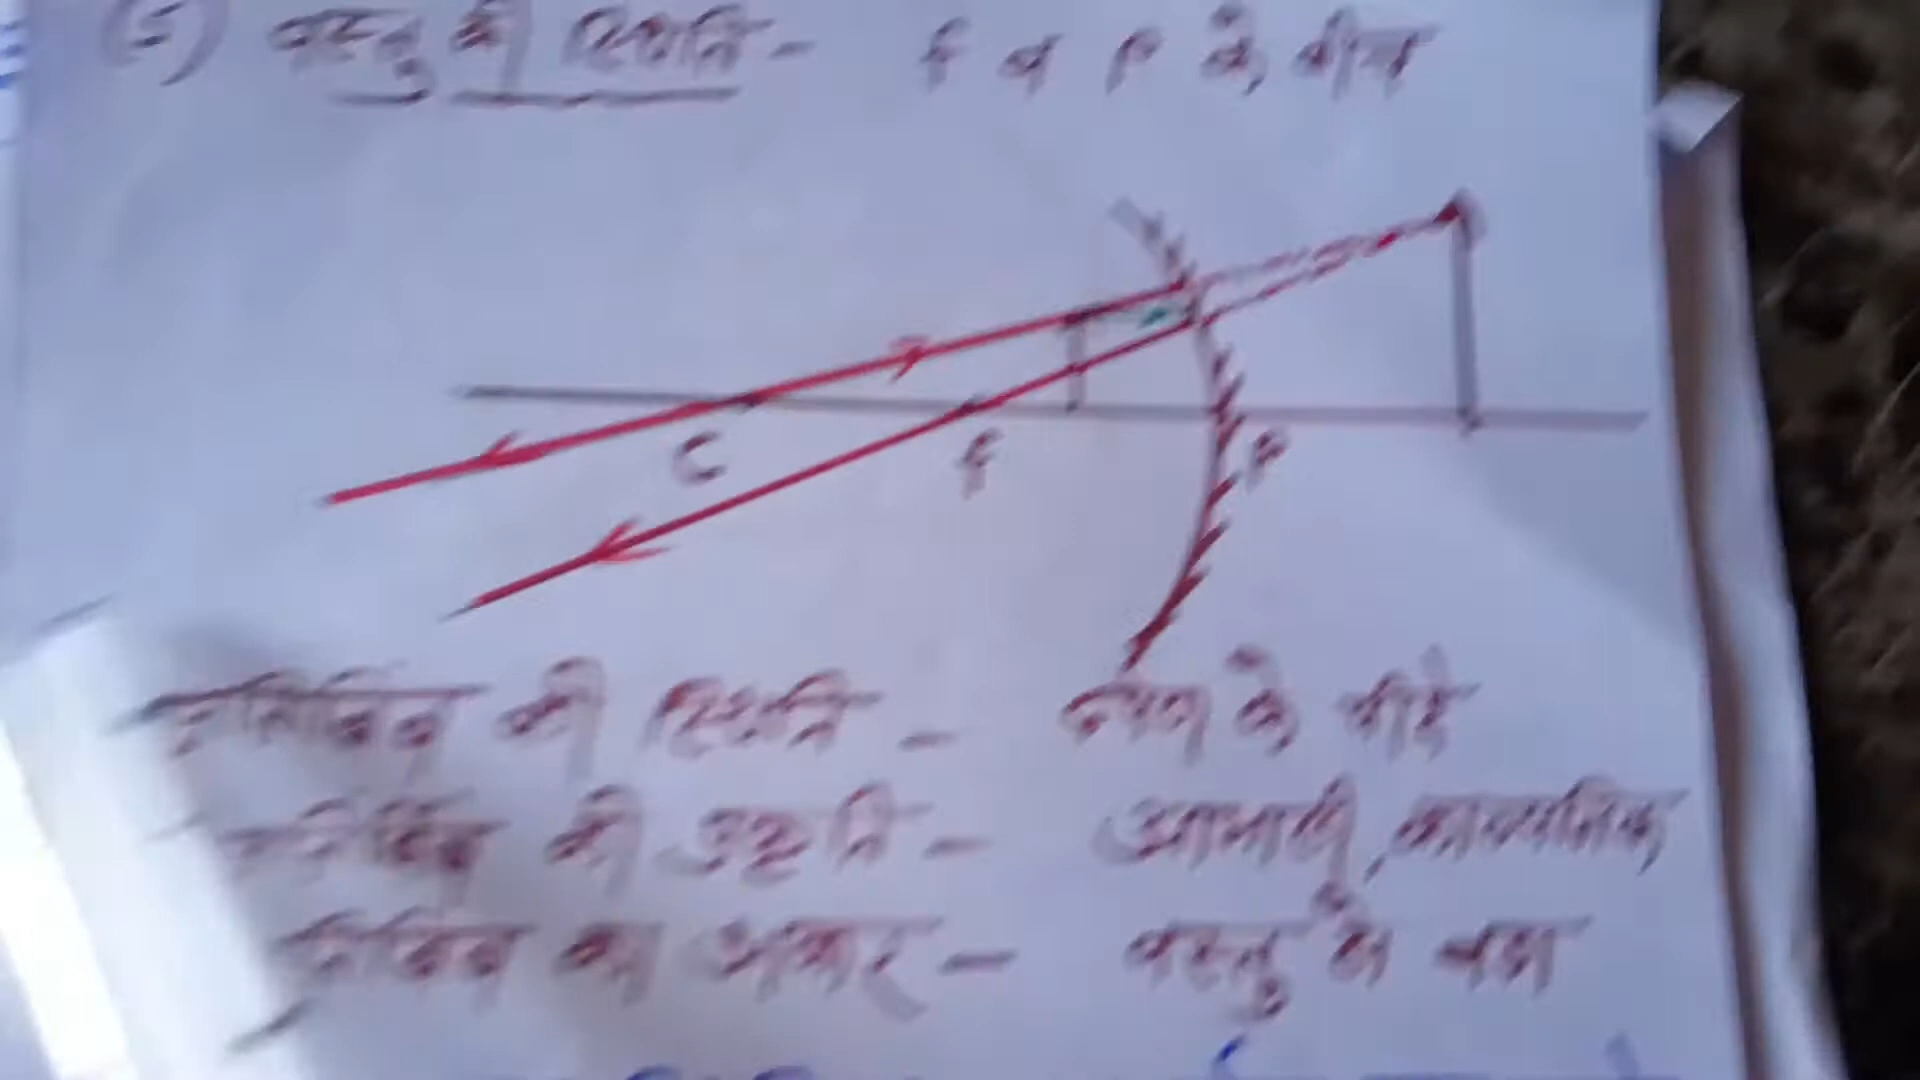 (5) वस्तु की स्थिति - F व P के बीच
C F P
प्रतिबिंब की स्थिति - दर्पण के पीछे
प्रतिबिंब की प्रकृति - आभासी, काल्पनिक
प्रतिबिंब का आकार - वस्तु से बड़ा